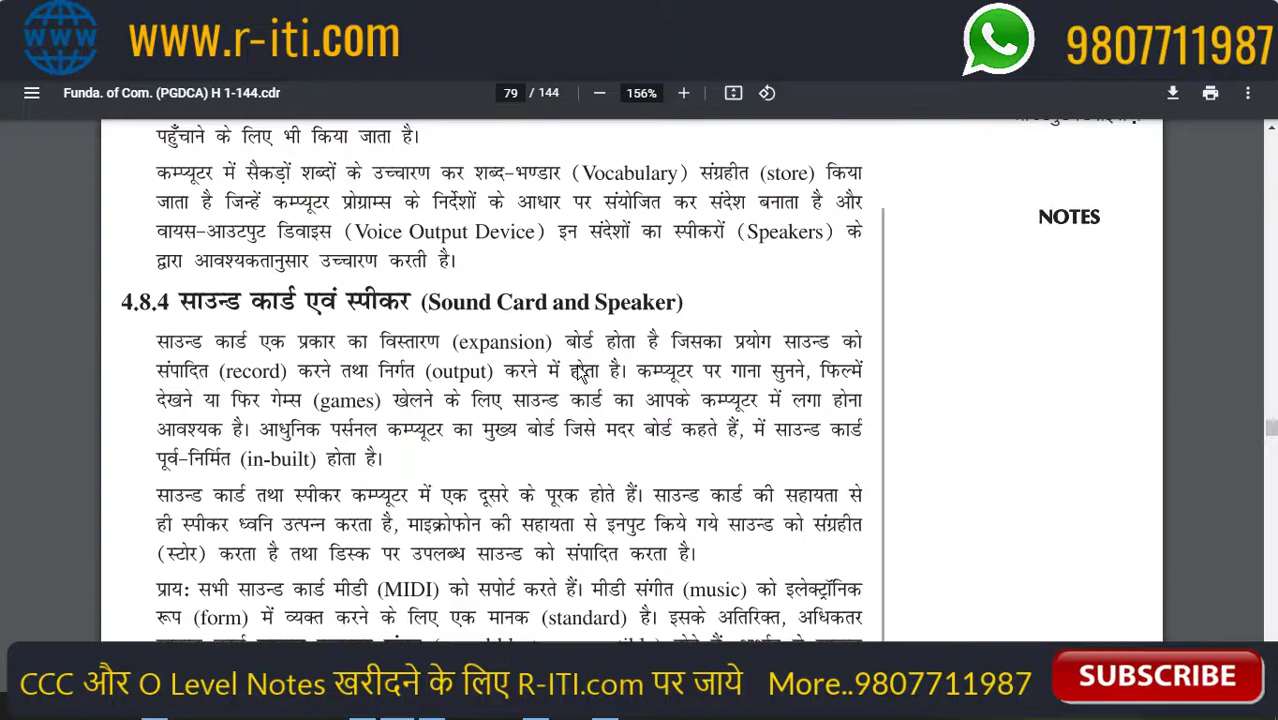 www.r-iti.com
9807711987
WWW
Funda. of Com. (PGDCA) H 1-144.cdr
79 / 144
156%
पहुँचाने के लिए भी किया जाता है।
कम्प्यूटर में सैकड़ों शब्दों के उच्चारण कर शब्द-भण्डार (Vocabulary) संग्रहीत (store) किया
जाता है जिन्हें कम्प्यूटर प्रोग्राम्स के निर्देशों के आधार पर संयोजित कर संदेश बनाता है और
वायस-आउटपुट डिवाइस (Voice Output Device) इन संदेशों का स्पीकरों (Speakers) के
द्वारा आवश्यकतानुसार उच्चारण करती है।
NOTES
4.8.4 साउन्ड कार्ड एवं स्पीकर (Sound Card and Speaker)
साउन्ड कार्ड एक प्रकार का विस्तारण (expansion) बोर्ड होता है जिसका प्रयोग साउन्ड को
संपादित (record) करने तथा निर्गत (output) करने में होता है। कम्प्यूटर पर गाना सुनने, फिल्में
देखने या फिर गेम्स (games) खेलने के लिए साउन्ड कार्ड का आपके कम्प्यूटर में लगा होना
आवश्यक है। आधुनिक पर्सनल कम्प्यूटर का मुख्य बोर्ड जिसे मदर बोर्ड कहते हैं, में साउन्ड कार्ड
पूर्व-निर्मित (in-built) होता है।
साउन्ड कार्ड तथा स्पीकर कम्प्यूटर में एक दूसरे के पूरक होते हैं। साउन्ड कार्ड की सहायता से
ही स्पीकर ध्वनि उत्पन्न करता है, माइक्रोफोन की सहायता से इनपुट किये गये साउन्ड को संग्रहीत
(स्टोर) करता है तथा डिस्क पर उपलब्ध साउन्ड को संपादित करता है।
प्राय: सभी साउन्ड कार्ड मीडी (MIDI) को सपोर्ट करते हैं। मीडी संगीत (music) को इलेक्ट्रॉनिक
रूप (form) में व्यक्त करने के लिए एक मानक (standard) है। इसके अतिरिक्त, अधिकतर
CCC और O Level Notes खरीदने के लिए R-ITI.com पर जाये More..9807711987
SUBSCRIBE